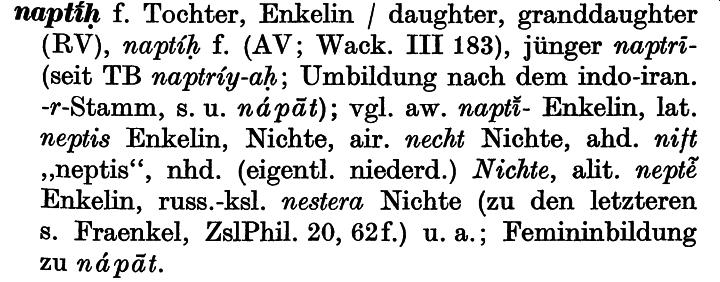 naptī́ḥ f. Tochter, Enkelin / daughter, granddaughter
(RV), naptíḥ f. (AV; Wack. III 183), jünger naptrī-
(seit TB naptríy-aḥ; Umbildung nach dem indo-iran.
-r-Stamm, s. u. nápāt); vgl. aw. naptī̆- Enkelin, lat.
neptis Enkelin, Nichte, air. necht Nichte, ahd. nift
„neptis“, nhd. (eigentl. niederd.) Nichte, alit. neptė̃
Enkelin, russ.-ksl. nestera Nichte (zu den letzteren
s. Fraenkel, ZslPhil. 20, 62f.) u. a.; Femininbildung
zu nápāt.